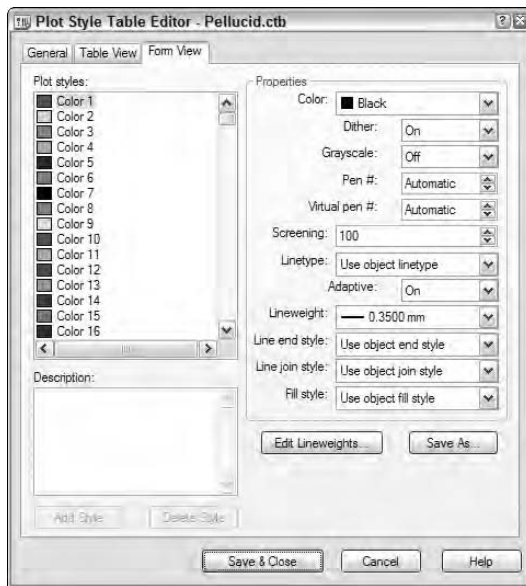 Plot Style Table Editor - Pellucid.ctb
General Table View Form View
Plot styles:
Color 1
Color 2
Color 3
Color 4
Color 5
Color 6
Color 7
Color 8
Color 9
Color 10
Color 11
Color 12
Color 13
Color 14
Color 15
Color 16
Description:
Add Style Delete Style
Properties
Color: Black
Dither: On
Grayscale: Off
Pen #: Automatic
Virtual pen #: Automatic
Screening: 100
Linetype: Use object linetype
Adaptive: On
Lineweight: 0.3500 mm
Line end style: Use object end style
Line join style: Use object join style
Fill style: Use object fill style
Edit Lineweights... Save As...
Save & Close Cancel Help